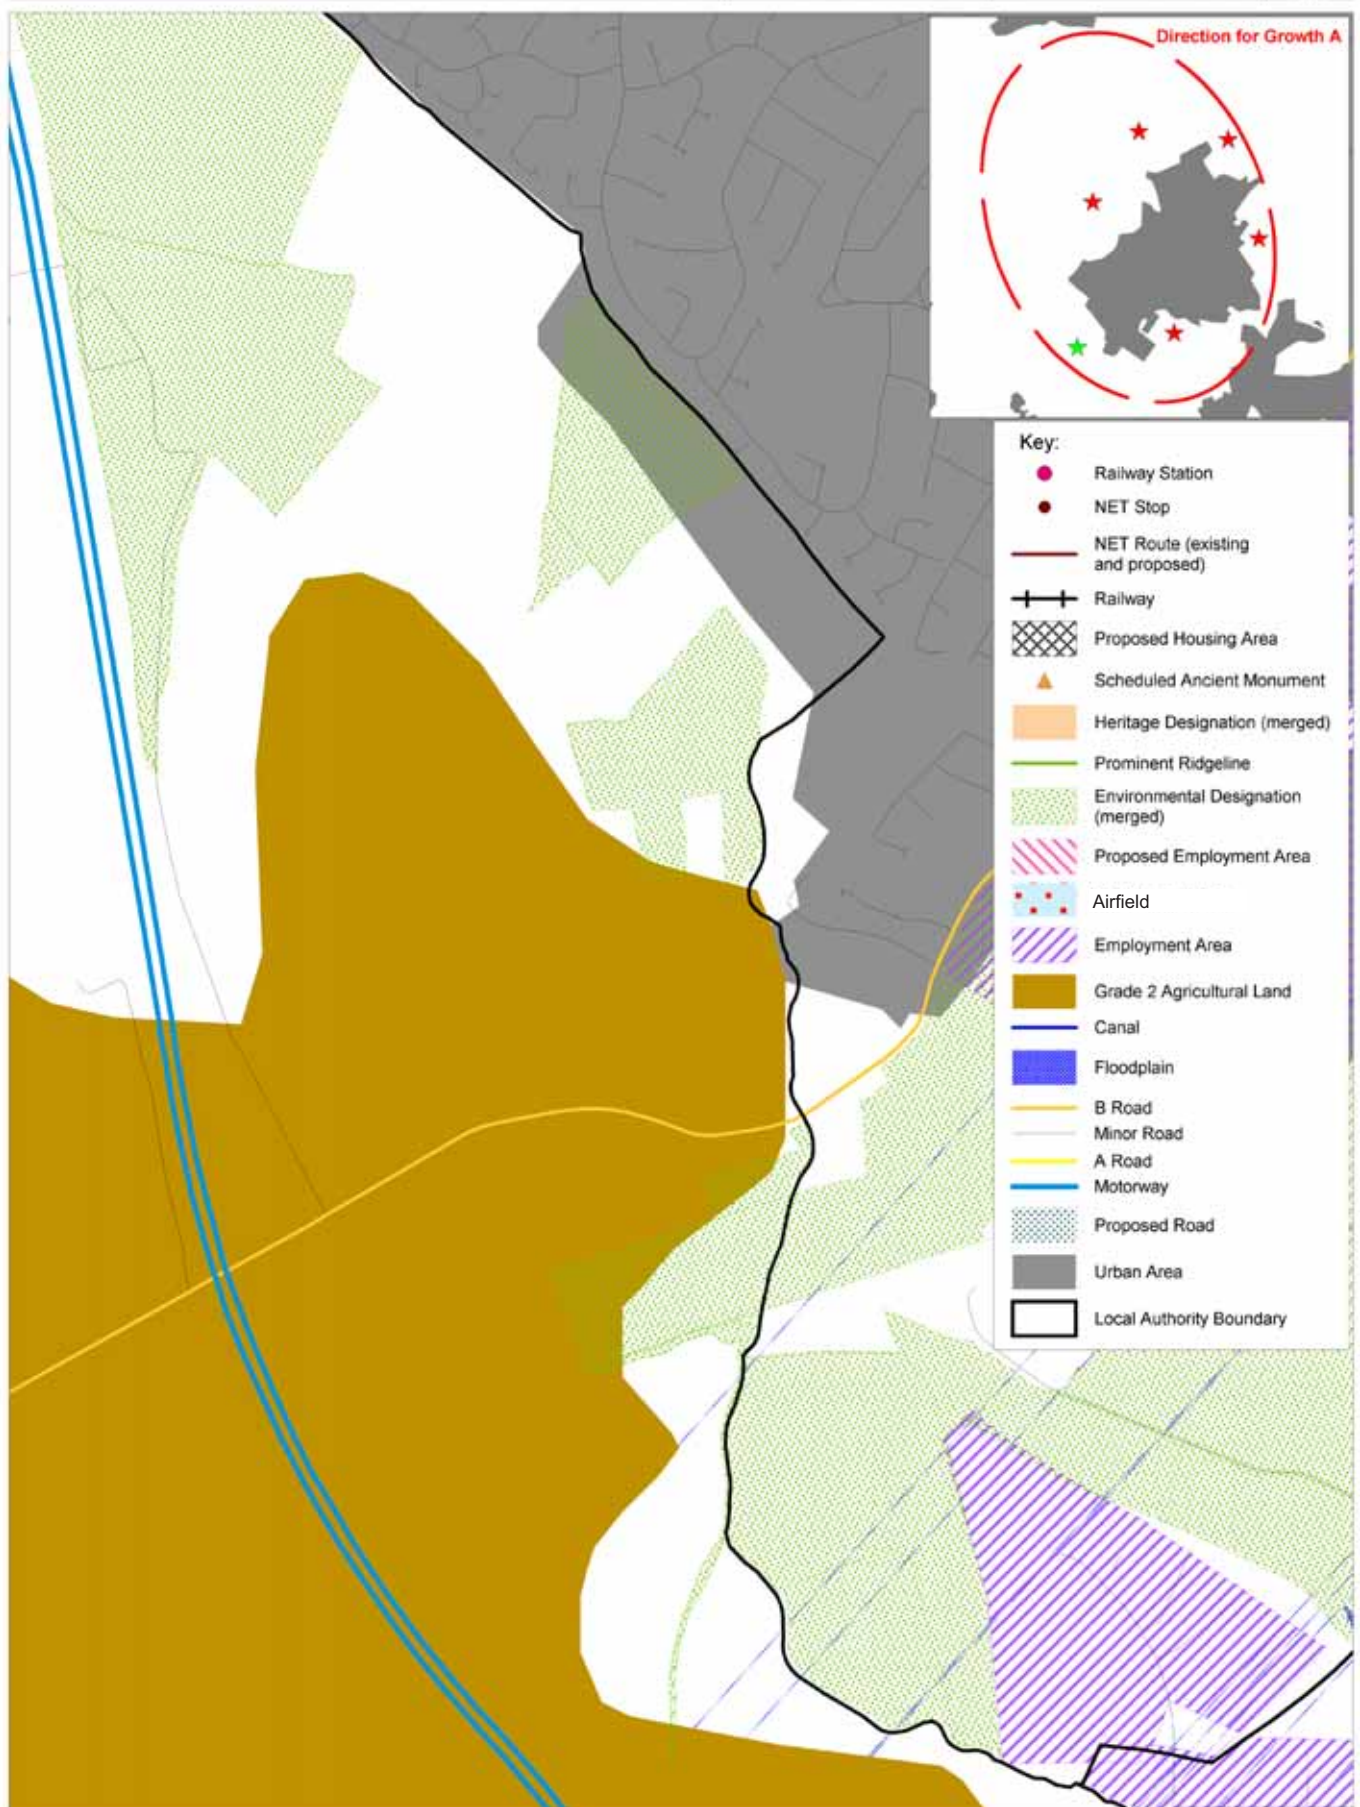 Direction for Growth A
Key:
Railway Station
NET Stop
NET Route (existing
and proposed)
Railway
Proposed Housing Area
Scheduled Ancient Monument
Heritage Designation (merged)
Prominent Ridgeline
Environmental Designation
(merged)
Proposed Employment Area
Airfield
Employment Area
Grade 2 Agricultural Land
Canal
Floodplain
B Road
Minor Road
A Road
Motorway
Proposed Road
Urban Area
Local Authority Boundary